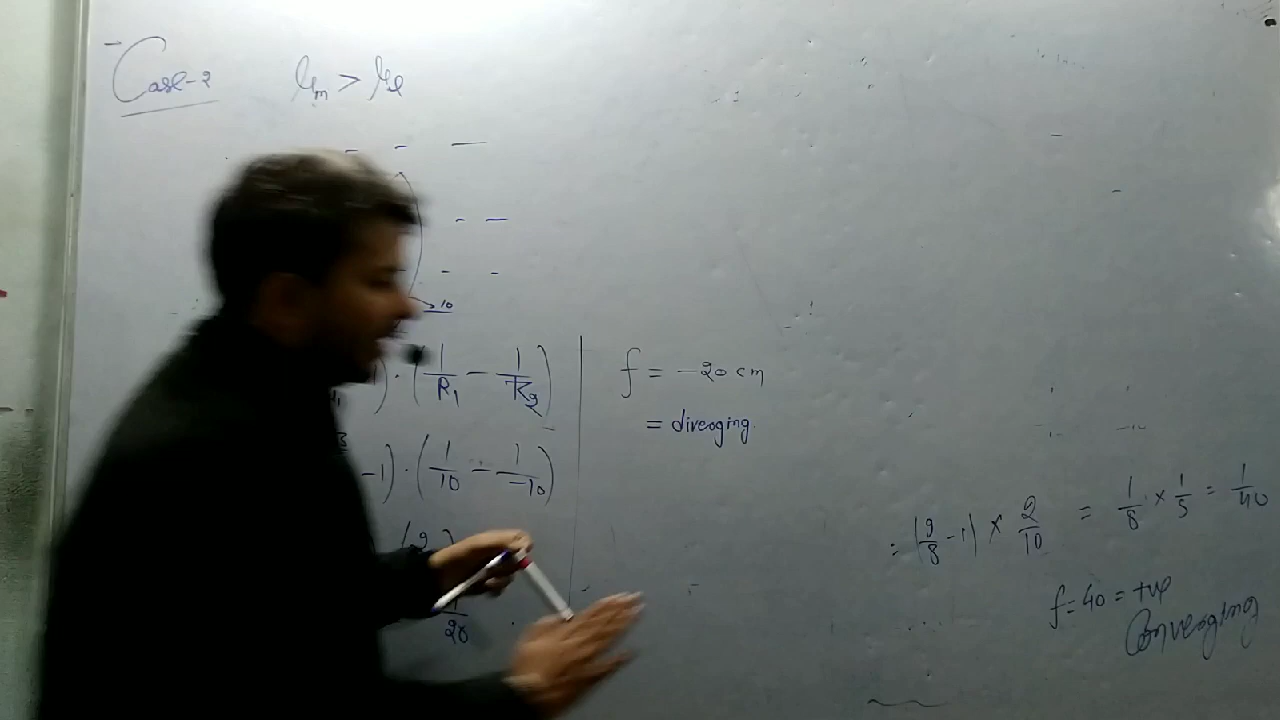 Case-2 μm > μl
10
) · (1/R1 - 1/R2)
-1) · (1/10 - 1/-10)
20
f = -20 cm
= diverging
= (9/8 - 1) × 2/10 = 1/8 × 1/5 = 1/40
f = 40 = +ve
Converging